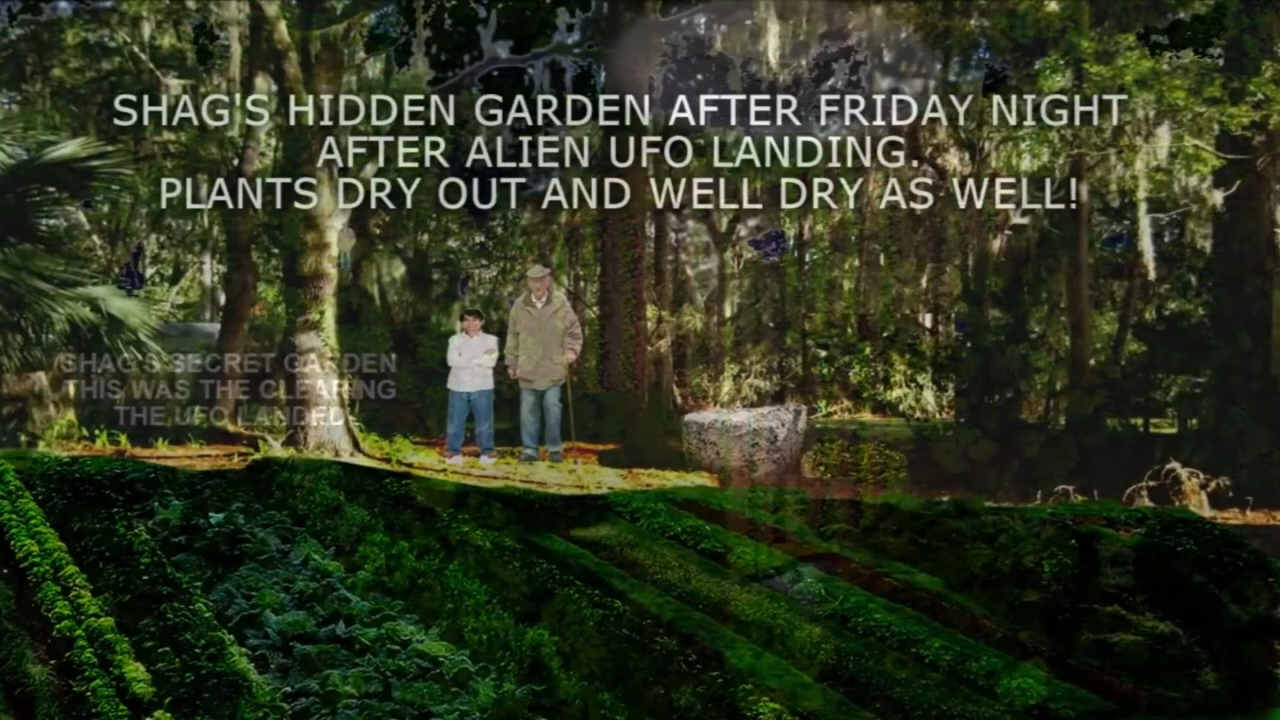 SHAG'S HIDDEN GARDEN AFTER FRIDAY NIGHT
AFTER ALIEN UFO LANDING.
PLANTS DRY OUT AND WELL DRY AS WELL!
SHAG'S SECRET GARDEN
THIS WAS THE CLEARING
THE UFO LANDED